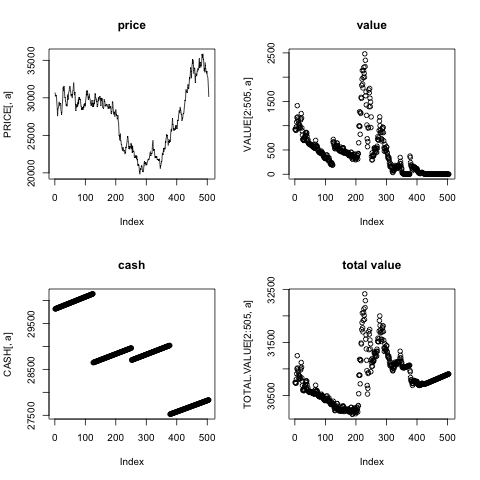 price
PRICE[, a]
20000 25000 30000 35000
0 100 200 300 400 500
Index
value
VALUE[2:505, a]
0 500 1500 2500
0 100 200 300 400 500
Index
cash
CASH[, a]
27500 28500 29500
0 100 200 300 400 500
Index
total value
TOTAL.VALUE[2:505, a]
30500 31500 32500
0 100 200 300 400 500
Index